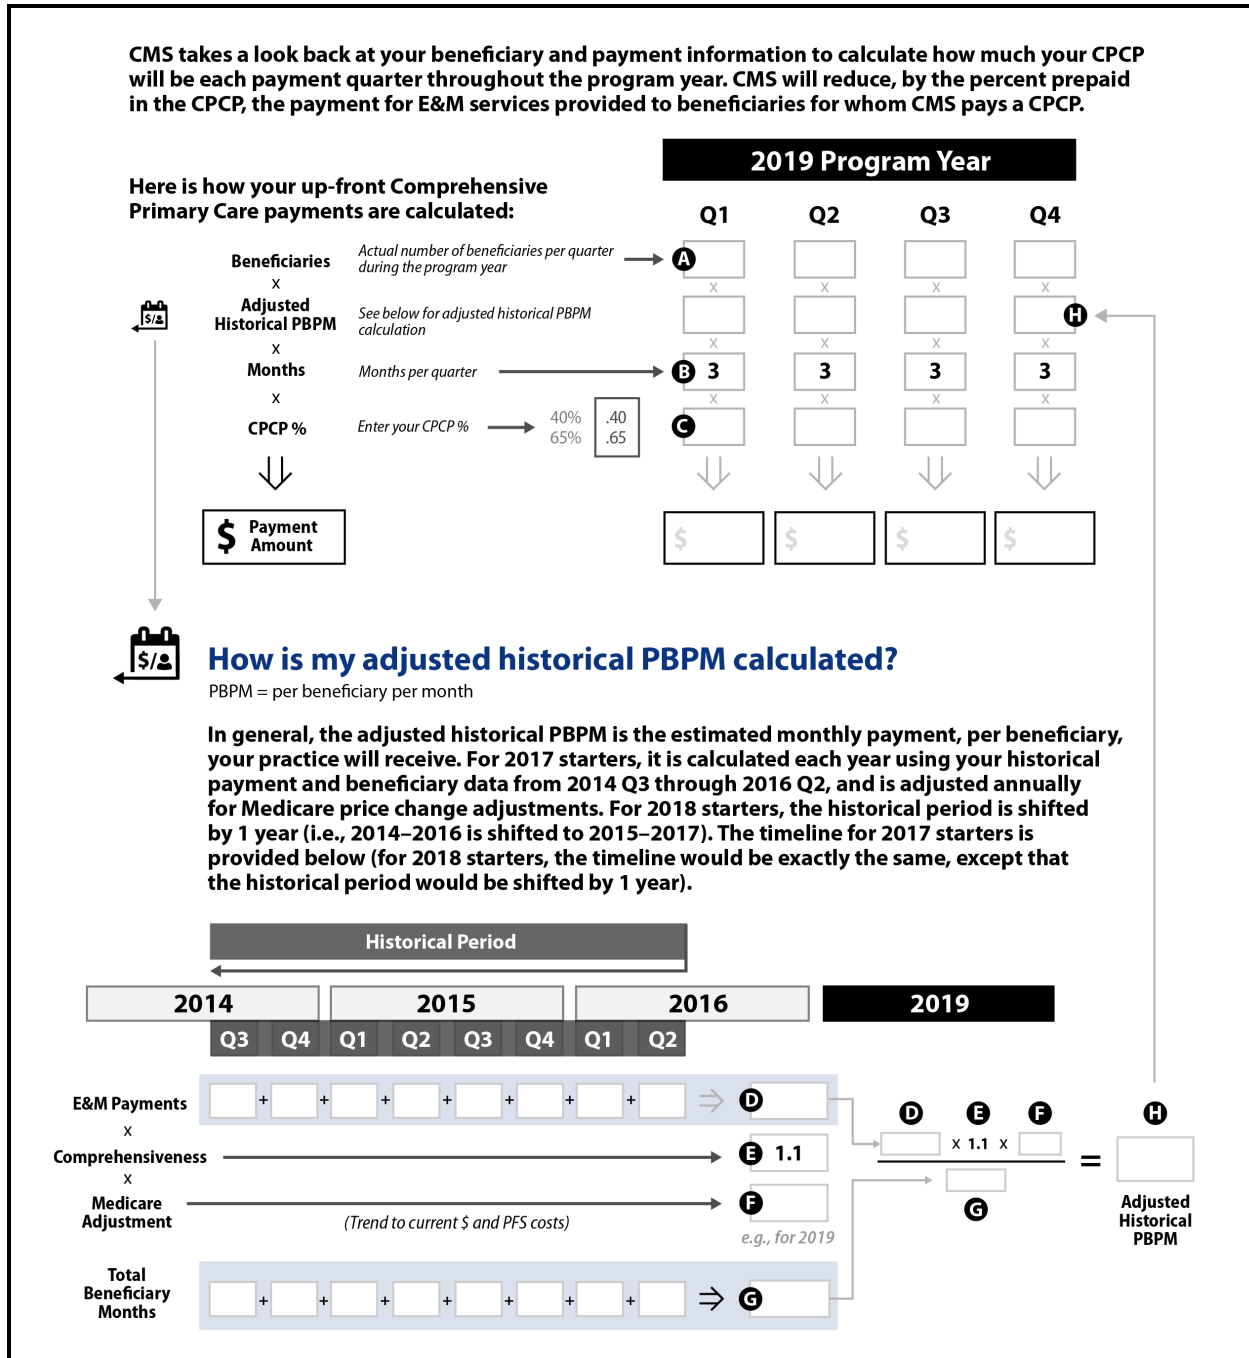 CMS takes a look back at your beneficiary and payment information to calculate how much your CPCP
will be each payment quarter throughout the program year. CMS will reduce, by the percent prepaid
in the CPCP, the payment for E&M services provided to beneficiaries for whom CMS pays a CPCP.
2019 Program Year
Here is how your up-front Comprehensive
Primary Care payments are calculated:
Q1 Q2 Q3 Q4
Beneficiaries
Actual number of beneficiaries per quarter
during the program year
A
x
x x x x
Adjusted
Historical PBPM
$/
See below for adjusted historical PBPM
calculation
H
x
x x x x
Months
Months per quarter
B 3 3 3 3
x
x x x x
CPCP %
Enter your CPCP %
40% .40
65% .65
C
$ Payment
Amount
$ $ $ $
$/
How is my adjusted historical PBPM calculated?
PBPM = per beneficiary per month
In general, the adjusted historical PBPM is the estimated monthly payment, per beneficiary,
your practice will receive. For 2017 starters, it is calculated each year using your historical
payment and beneficiary data from 2014 Q3 through 2016 Q2, and is adjusted annually
for Medicare price change adjustments. For 2018 starters, the historical period is shifted
by 1 year (i.e., 2014–2016 is shifted to 2015–2017). The timeline for 2017 starters is
provided below (for 2018 starters, the timeline would be exactly the same, except that
the historical period would be shifted by 1 year).
Historical Period
2014 2015 2016 2019
Q3 Q4 Q1 Q2 Q3 Q4 Q1 Q2
E&M Payments
+ + + + + + +
D
x
Comprehensiveness
E 1.1
x
Medicare
Adjustment
(Trend to current $ and PFS costs)
F
e.g., for 2019
Total
Beneficiary
Months
+ + + + + + +
G
D E F
x 1.1 x
G
=
H
Adjusted
Historical
PBPM